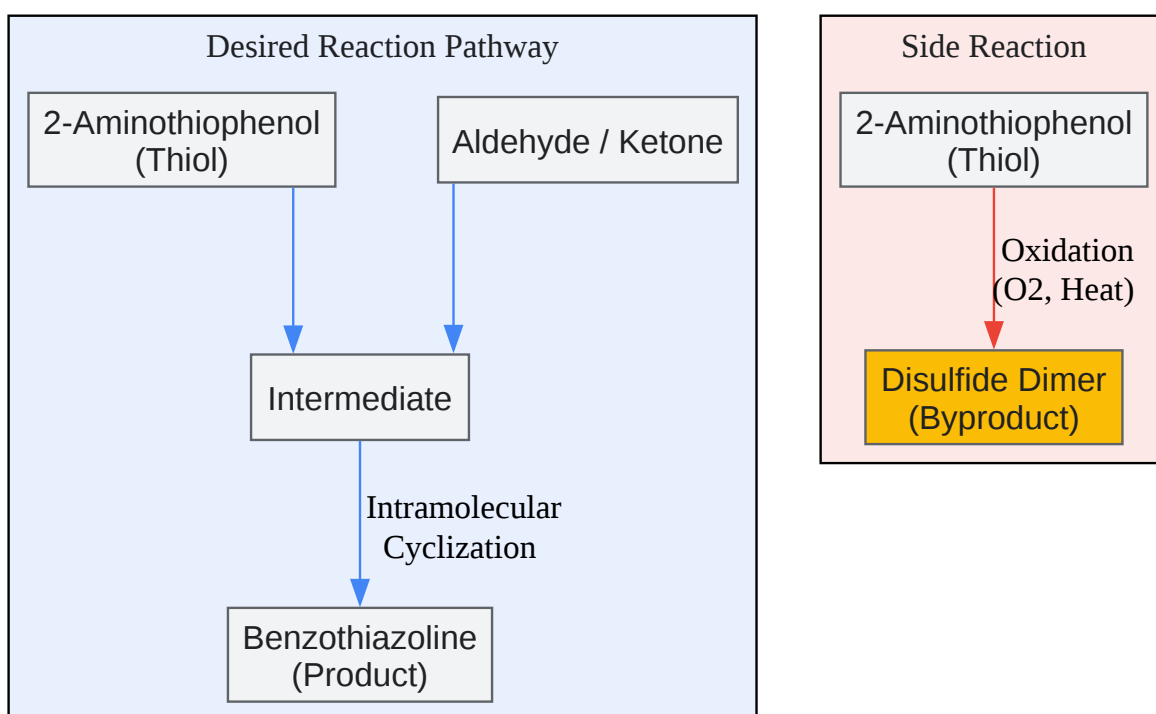 Desired Reaction Pathway
2-Aminothiophenol
(Thiol)
Aldehyde / Ketone
Intermediate
Intramolecular
Cyclization
Benzothiazoline
(Product)
Side Reaction
2-Aminothiophenol
(Thiol)
Oxidation
(O2, Heat)
Disulfide Dimer
(Byproduct)